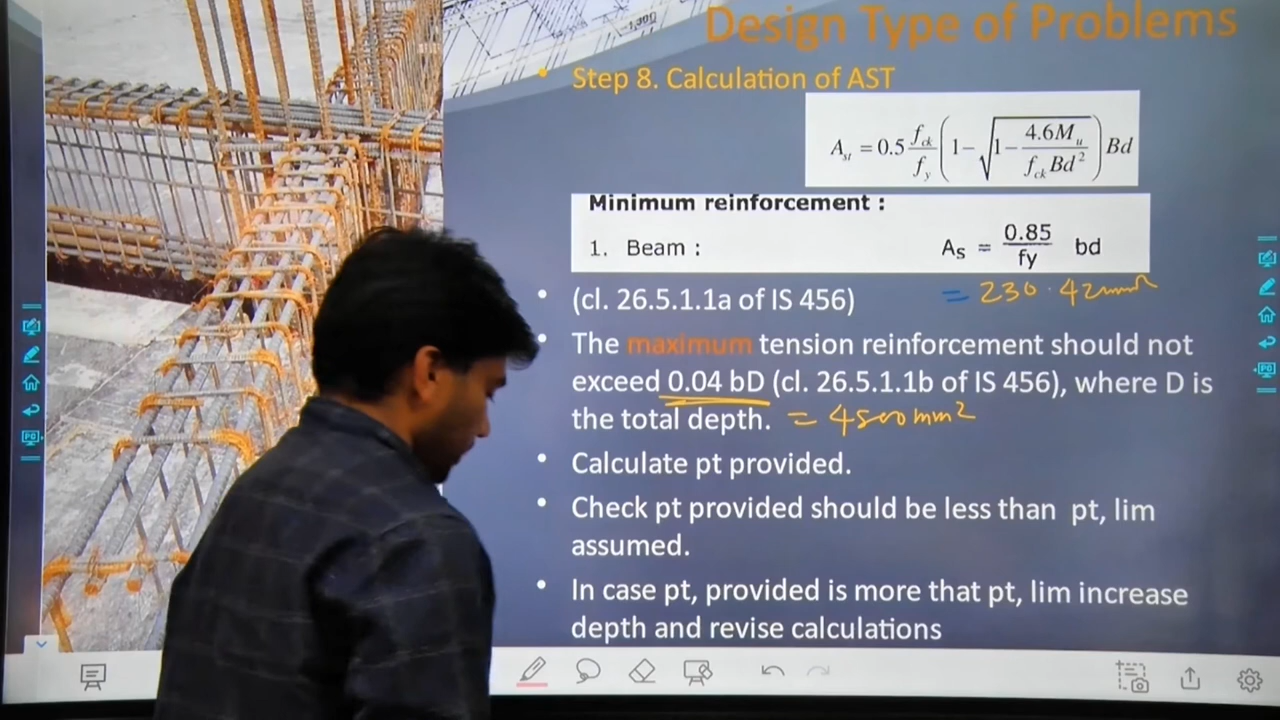 1,300
Design Type of Problems
• Step 8. Calculation of AST
A_st = 0.5 f_ck / f_y ( 1 − √( 1 − 4.6M_u / f_ck Bd² ) ) Bd
Minimum reinforcement :
1. Beam : A_S = 0.85 / fy bd
= 230.42mm²
• (cl. 26.5.1.1a of IS 456)
• The maximum tension reinforcement should not
exceed 0.04 bD (cl. 26.5.1.1b of IS 456), where D is
the total depth. = 4500mm²
• Calculate pt provided.
• Check pt provided should be less than pt, lim
assumed.
• In case pt, provided is more that pt, lim increase
depth and revise calculations